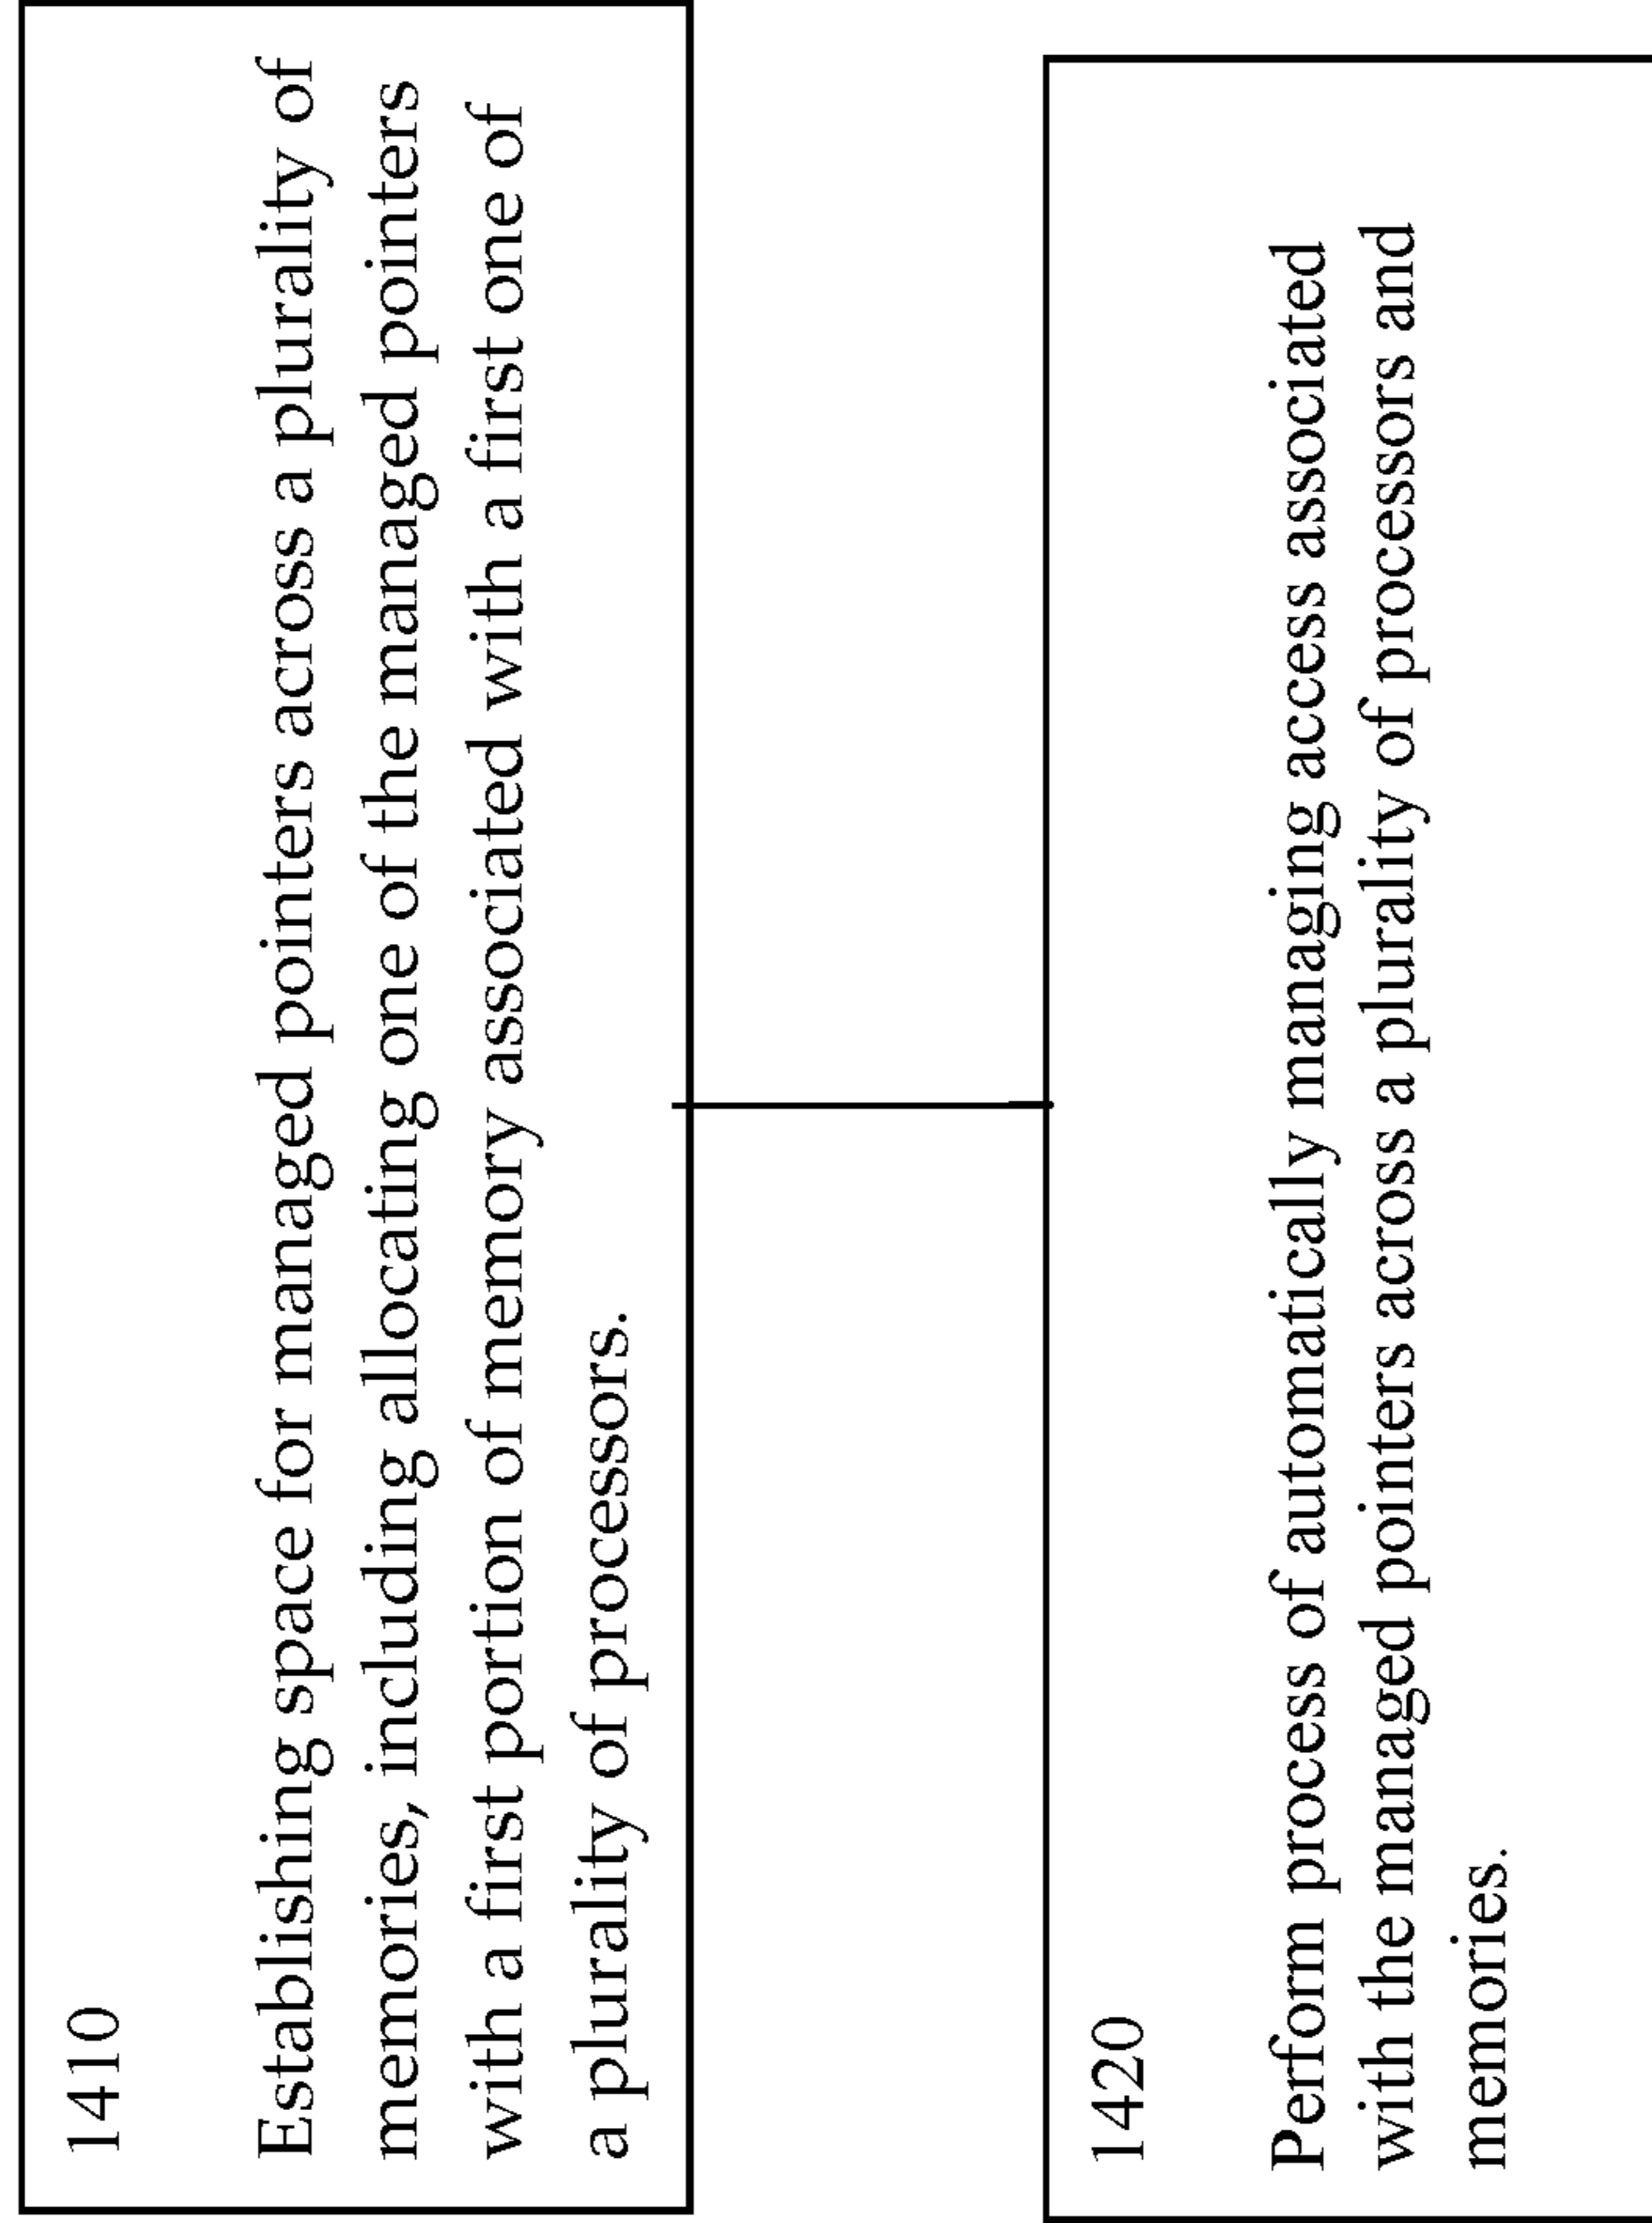 1410
Establishing space for managed pointers across a plurality of
memories, including allocating one of the managed pointers
with a first portion of memory associated with a first one of
a plurality of processors.
1420
Perform process of automatically managing access associated
with the managed pointers across a plurality of processors and
memories.